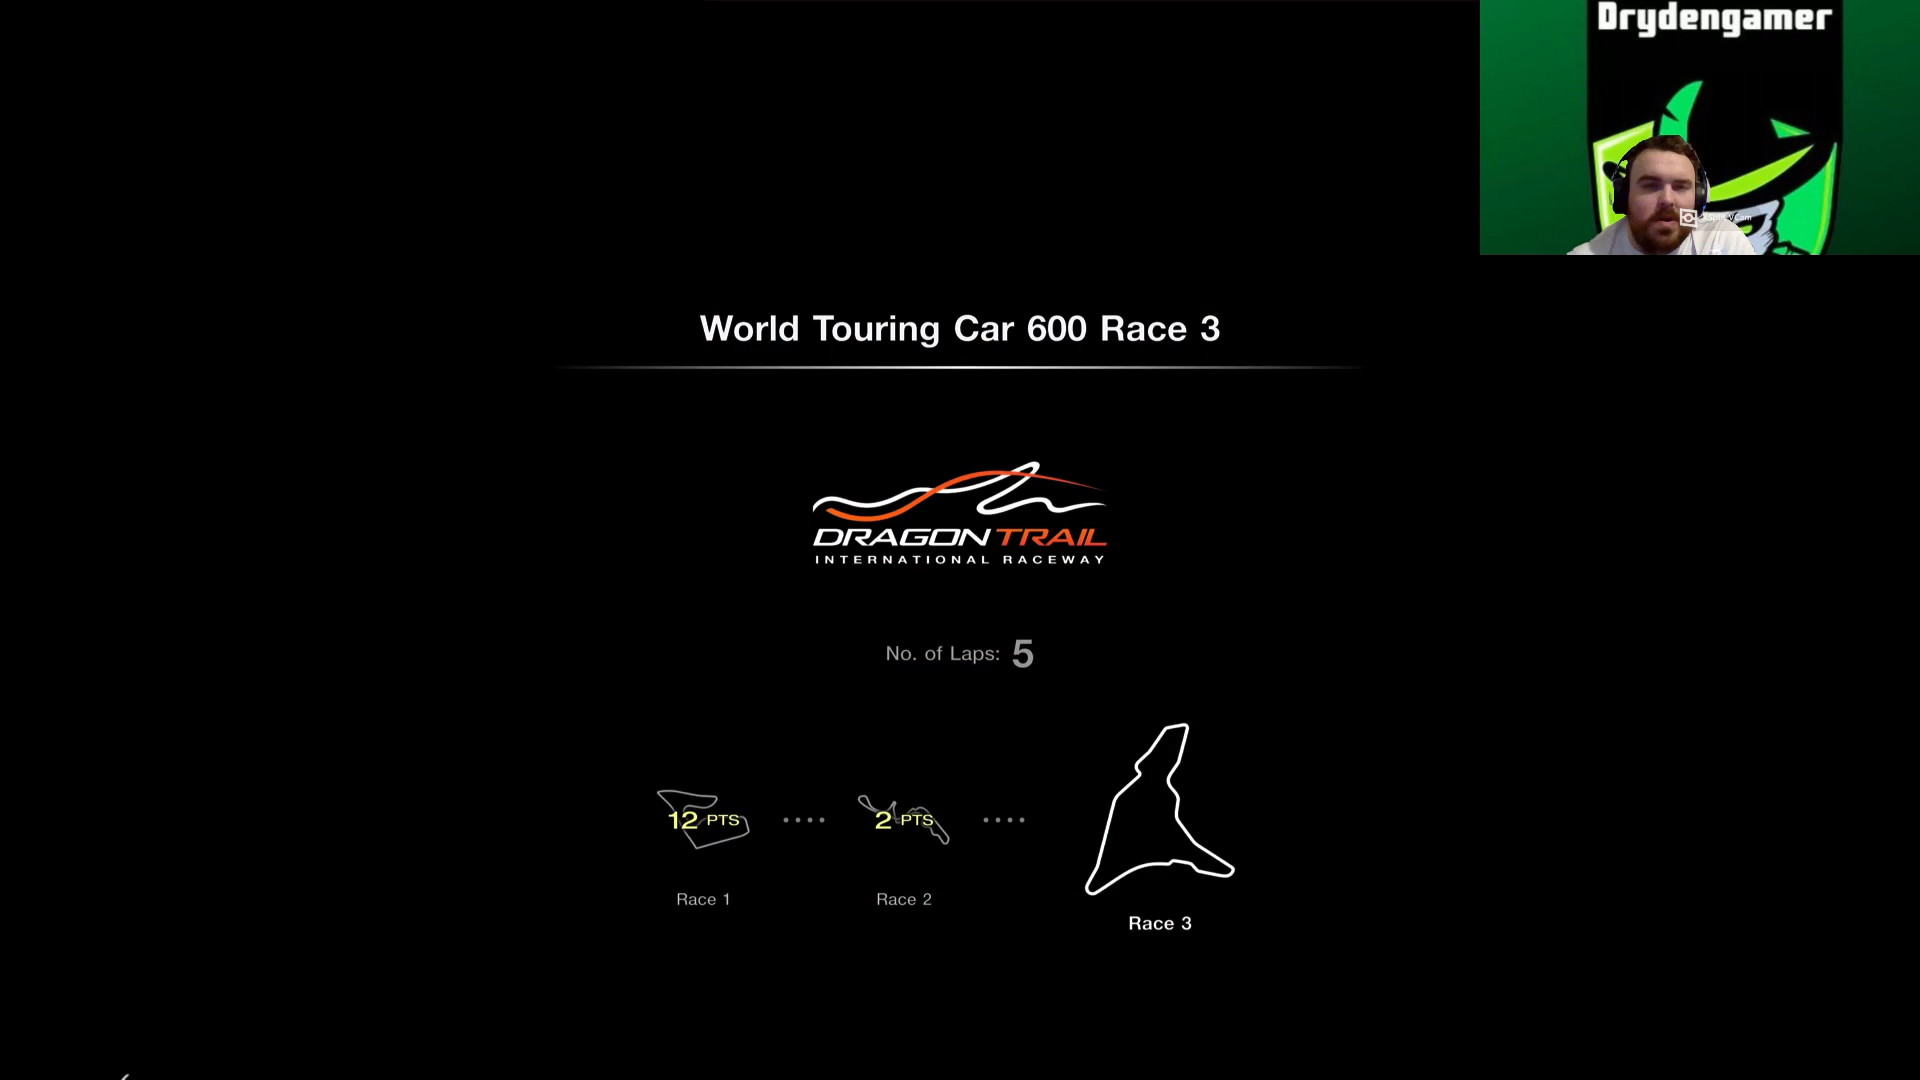 Drydengamer
World Touring Car 600 Race 3
DRAGON TRAIL
INTERNATIONAL RACEWAY
No. of Laps: 5
12 PTS
2 PTS
Race 1
Race 2
Race 3